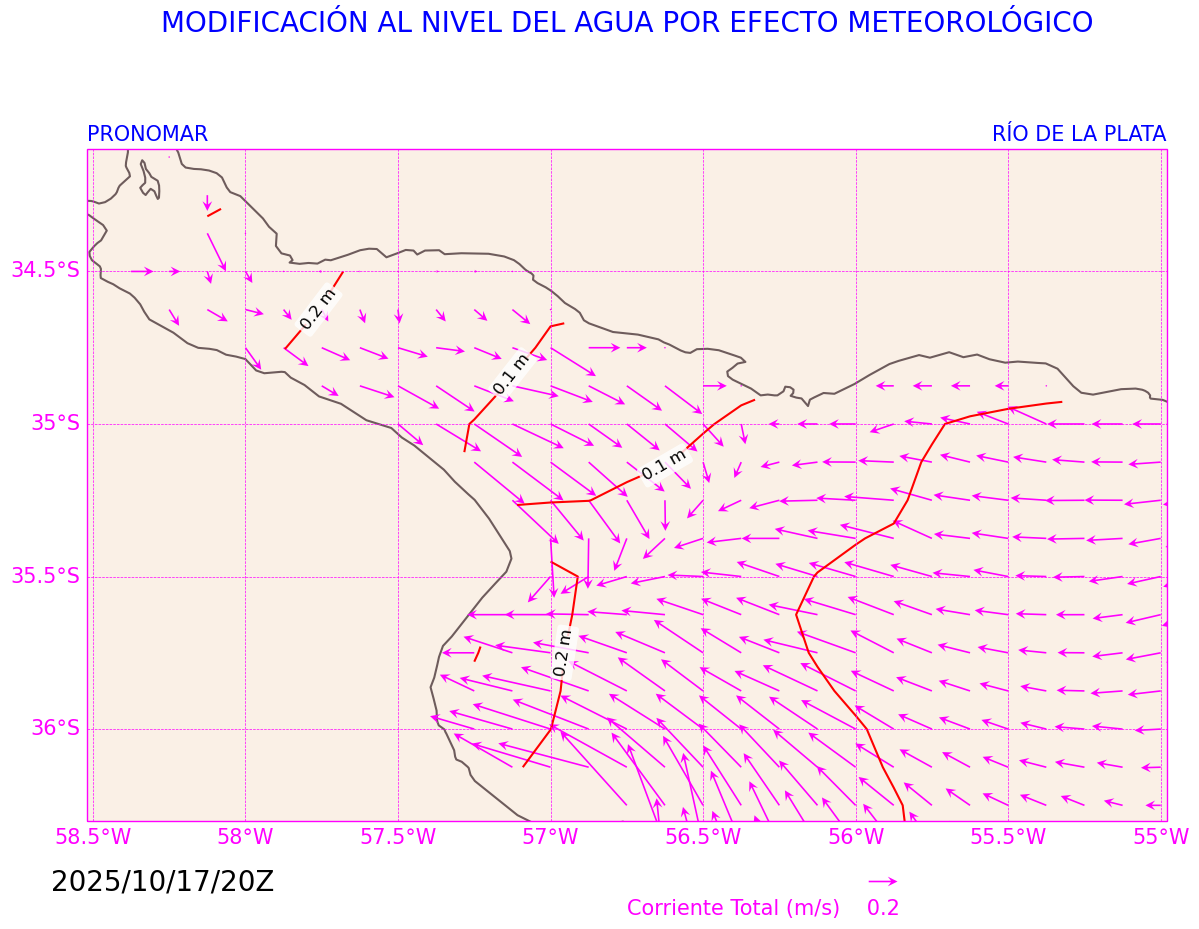 MODIFICACIÓN AL NIVEL DEL AGUA POR EFECTO METEOROLÓGICO
PRONOMAR
RÍO DE LA PLATA
34.5°S
0.2 m
0.1 m
35°S
0.1 m
35.5°S
0.2 m
36°S
58.5°W
58°W
57.5°W
57°W
56.5°W
56°W
55.5°W
55°W
2025/10/17/20Z
Corriente Total (m/s)
0.2